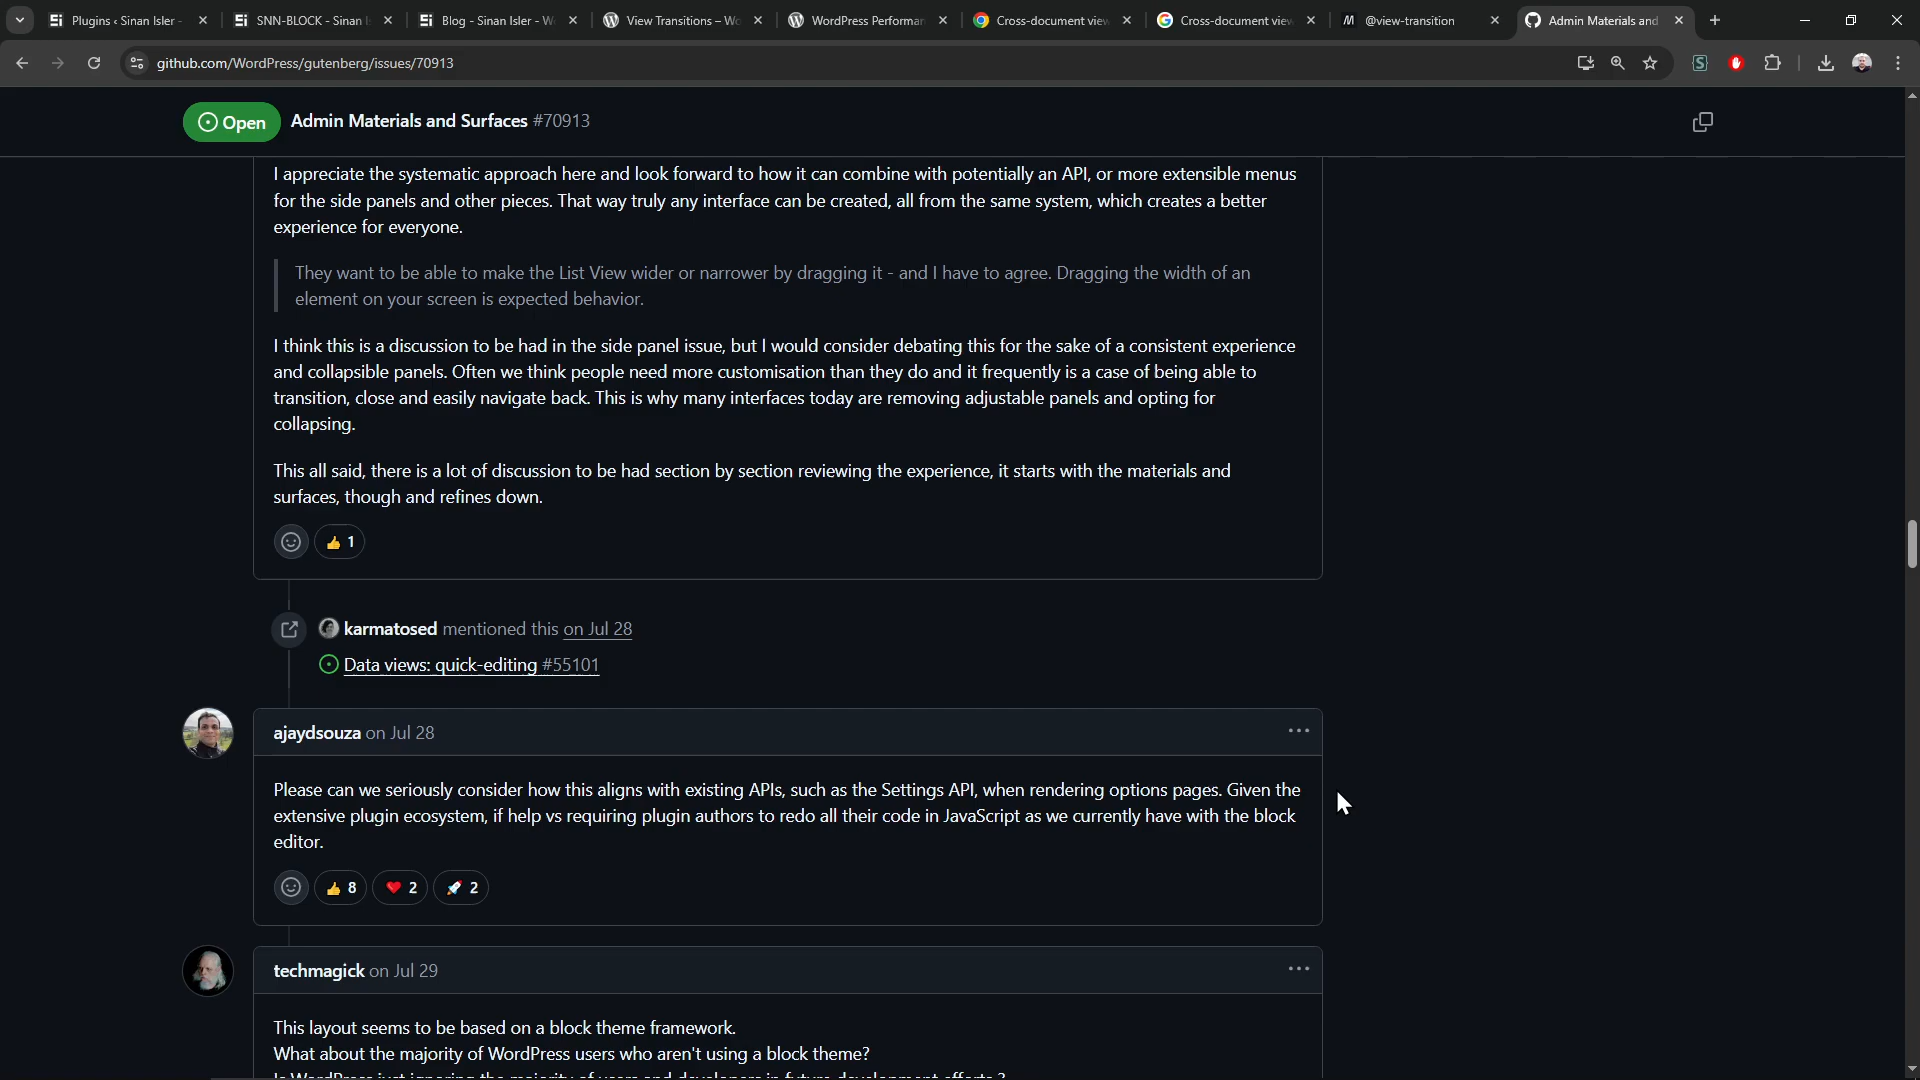 Plugins ‹ Sinan Isler -
SNN-BLOCK - Sinan I
Blog - Sinan Isler - W
View Transitions – Wo
WordPress Performan
Cross-document view
Cross-document view
@view-transition
Admin Materials and
github.com/WordPress/gutenberg/issues/70913
Open
Admin Materials and Surfaces #70913
I appreciate the systematic approach here and look forward to how it can combine with potentially an API, or more extensible menus
for the side panels and other pieces. That way truly any interface can be created, all from the same system, which creates a better
experience for everyone.
They want to be able to make the List View wider or narrower by dragging it - and I have to agree. Dragging the width of an
element on your screen is expected behavior.
I think this is a discussion to be had in the side panel issue, but I would consider debating this for the sake of a consistent experience
and collapsible panels. Often we think people need more customisation than they do and it frequently is a case of being able to
transition, close and easily navigate back. This is why many interfaces today are removing adjustable panels and opting for
collapsing.
This all said, there is a lot of discussion to be had section by section reviewing the experience, it starts with the materials and
surfaces, though and refines down.
👍 1
karmatosed mentioned this on Jul 28
Data views: quick-editing #55101
ajaydsouza on Jul 28
Please can we seriously consider how this aligns with existing APIs, such as the Settings API, when rendering options pages. Given the
extensive plugin ecosystem, if help vs requiring plugin authors to redo all their code in JavaScript as we currently have with the block
editor.
👍 8 ❤️ 2 🚀 2
techmagick on Jul 29
This layout seems to be based on a block theme framework.
What about the majority of WordPress users who aren't using a block theme?
Is WordPress just ignoring the majority of users and developers in future development efforts?